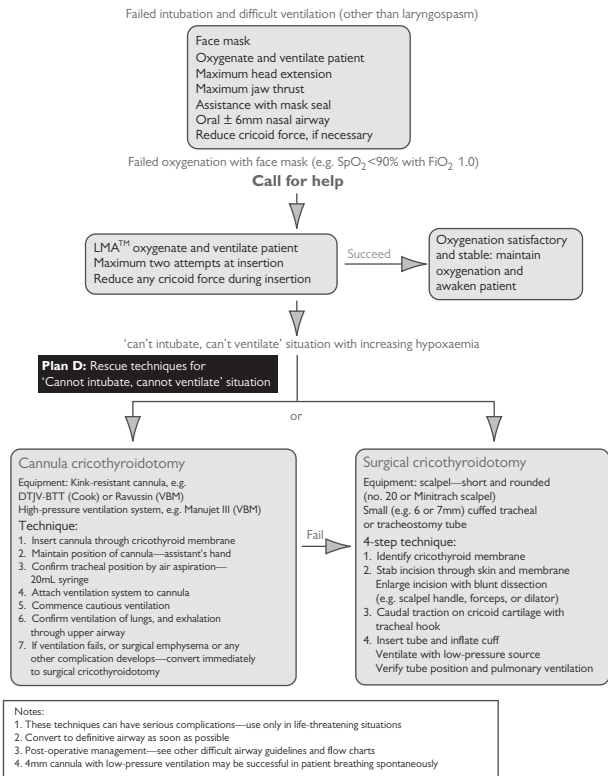 Failed intubation and difficult ventilation (other than laryngospasm)
Face mask
Oxygenate and ventilate patient
Maximum head extension
Maximum jaw thrust
Assistance with mask seal
Oral ± 6mm nasal airway
Reduce cricoid force, if necessary
Failed oxygenation with face mask (e.g. SpO2<90% with FiO2 1.0)
Call for help
LMA™ oxygenate and ventilate patient
Maximum two attempts at insertion
Reduce any cricoid force during insertion
Succeed
Oxygenation satisfactory
and stable: maintain
oxygenation and
awaken patient
'can't intubate, can't ventilate' situation with increasing hypoxaemia
Plan D: Rescue techniques for
'Cannot intubate, cannot ventilate' situation
or
Cannula cricothyroidotomy
Equipment: Kink-resistant cannula, e.g.
DTJV-BTT (Cook) or Ravussin (VBM)
High-pressure ventilation system, e.g. Manujet III (VBM)
Technique:
1. Insert cannula through cricothyroid membrane
2. Maintain position of cannula—assistant's hand
3. Confirm tracheal position by air aspiration—
20mL syringe
4. Attach ventilation system to cannula
5. Commence cautious ventilation
6. Confirm ventilation of lungs, and exhalation
through upper airway
7. If ventilation fails, or surgical emphysema or any
other complication develops—convert immediately
to surgical cricothyroidotomy
Fail
Surgical cricothyroidotomy
Equipment: scalpel—short and rounded
(no. 20 or Minitrach scalpel)
Small (e.g. 6 or 7mm) cuffed tracheal
or tracheostomy tube
4-step technique:
1. Identify cricothyroid membrane
2. Stab incision through skin and membrane
Enlarge incision with blunt dissection
(e.g. scalpel handle, forceps, or dilator)
3. Caudal traction on cricoid cartilage with
tracheal hook
4. Insert tube and inflate cuff
Ventilate with low-pressure source
Verify tube position and pulmonary ventilation
Notes:
1. These techniques can have serious complications—use only in life-threatening situations
2. Convert to definitive airway as soon as possible
3. Post-operative management—see other difficult airway guidelines and flow charts
4. 4mm cannula with low-pressure ventilation may be successful in patient breathing spontaneously